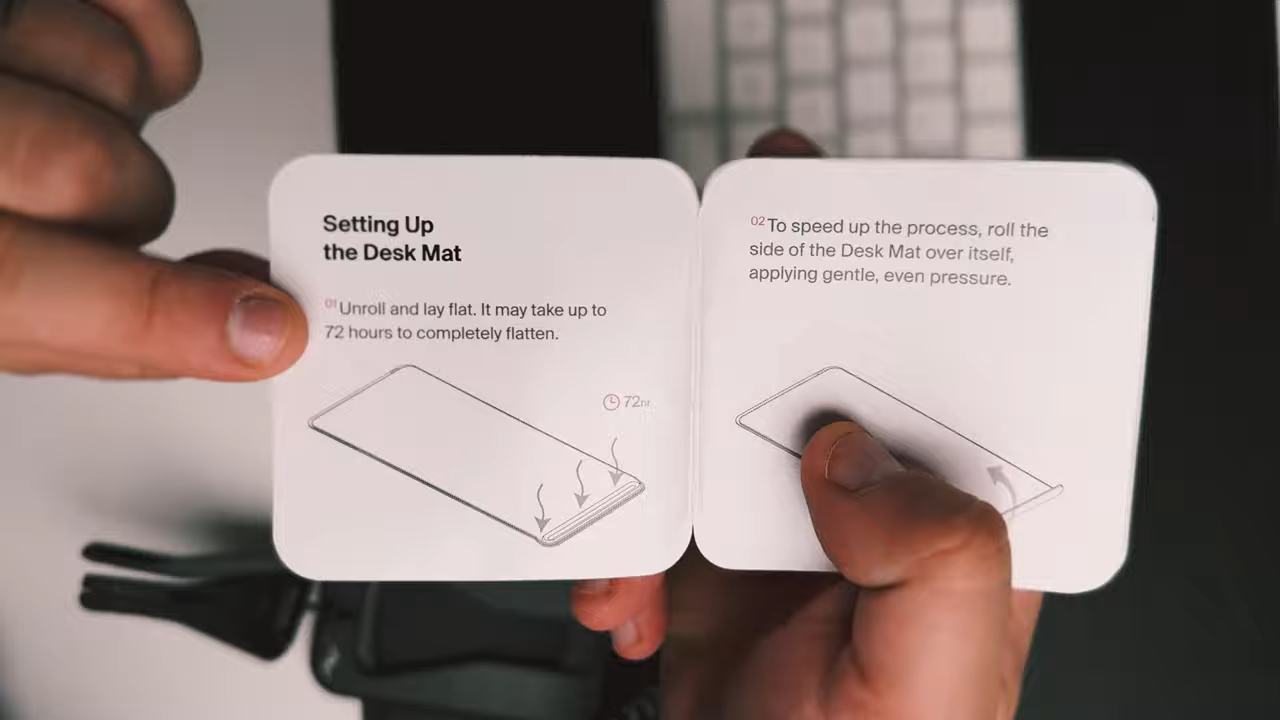 Setting Up
the Desk Mat
01 Unroll and lay flat. It may take up to
72 hours to completely flatten.
72hr
02 To speed up the process, roll the
side of the Desk Mat over itself,
applying gentle, even pressure.